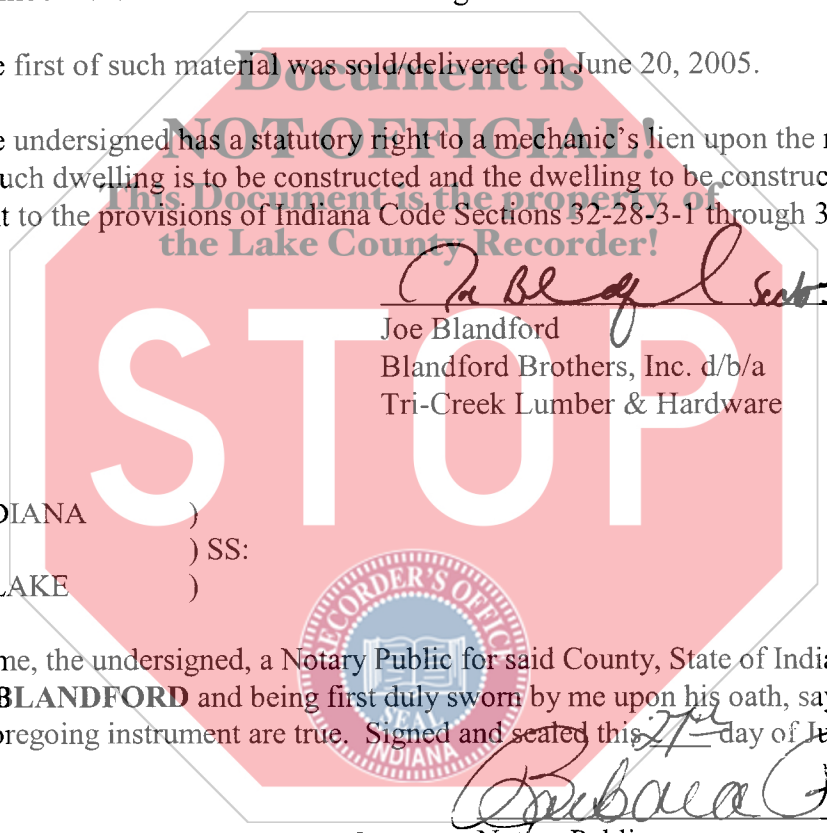 e first of such material was sold/delivered on June 20, 2005.
Document is
e undersigned has a statutory right to a mechanic's lien upon the
NOT OFFICIAL!
uch dwelling is to be constructed and the dwelling to be construc
This Document is the property of
t to the provisions of Indiana Code Sections 32-28-3-1 through 3
the Lake County Recorder!
Joe Blandford
Blandford Brothers, Inc. d/b/a
Tri-Creek Lumber & Hardware
STOP
DIANA )
) SS:
LAKE )
RECORDER'S OFFICE
me, the undersigned, a Notary Public for said County, State of India
BLANDFORD and being first duly sworn by me upon his oath, say
oregoing instrument are true. Signed and sealed this 27th day of Ju
SEAL
INDIANA
Barbara
Notary Public